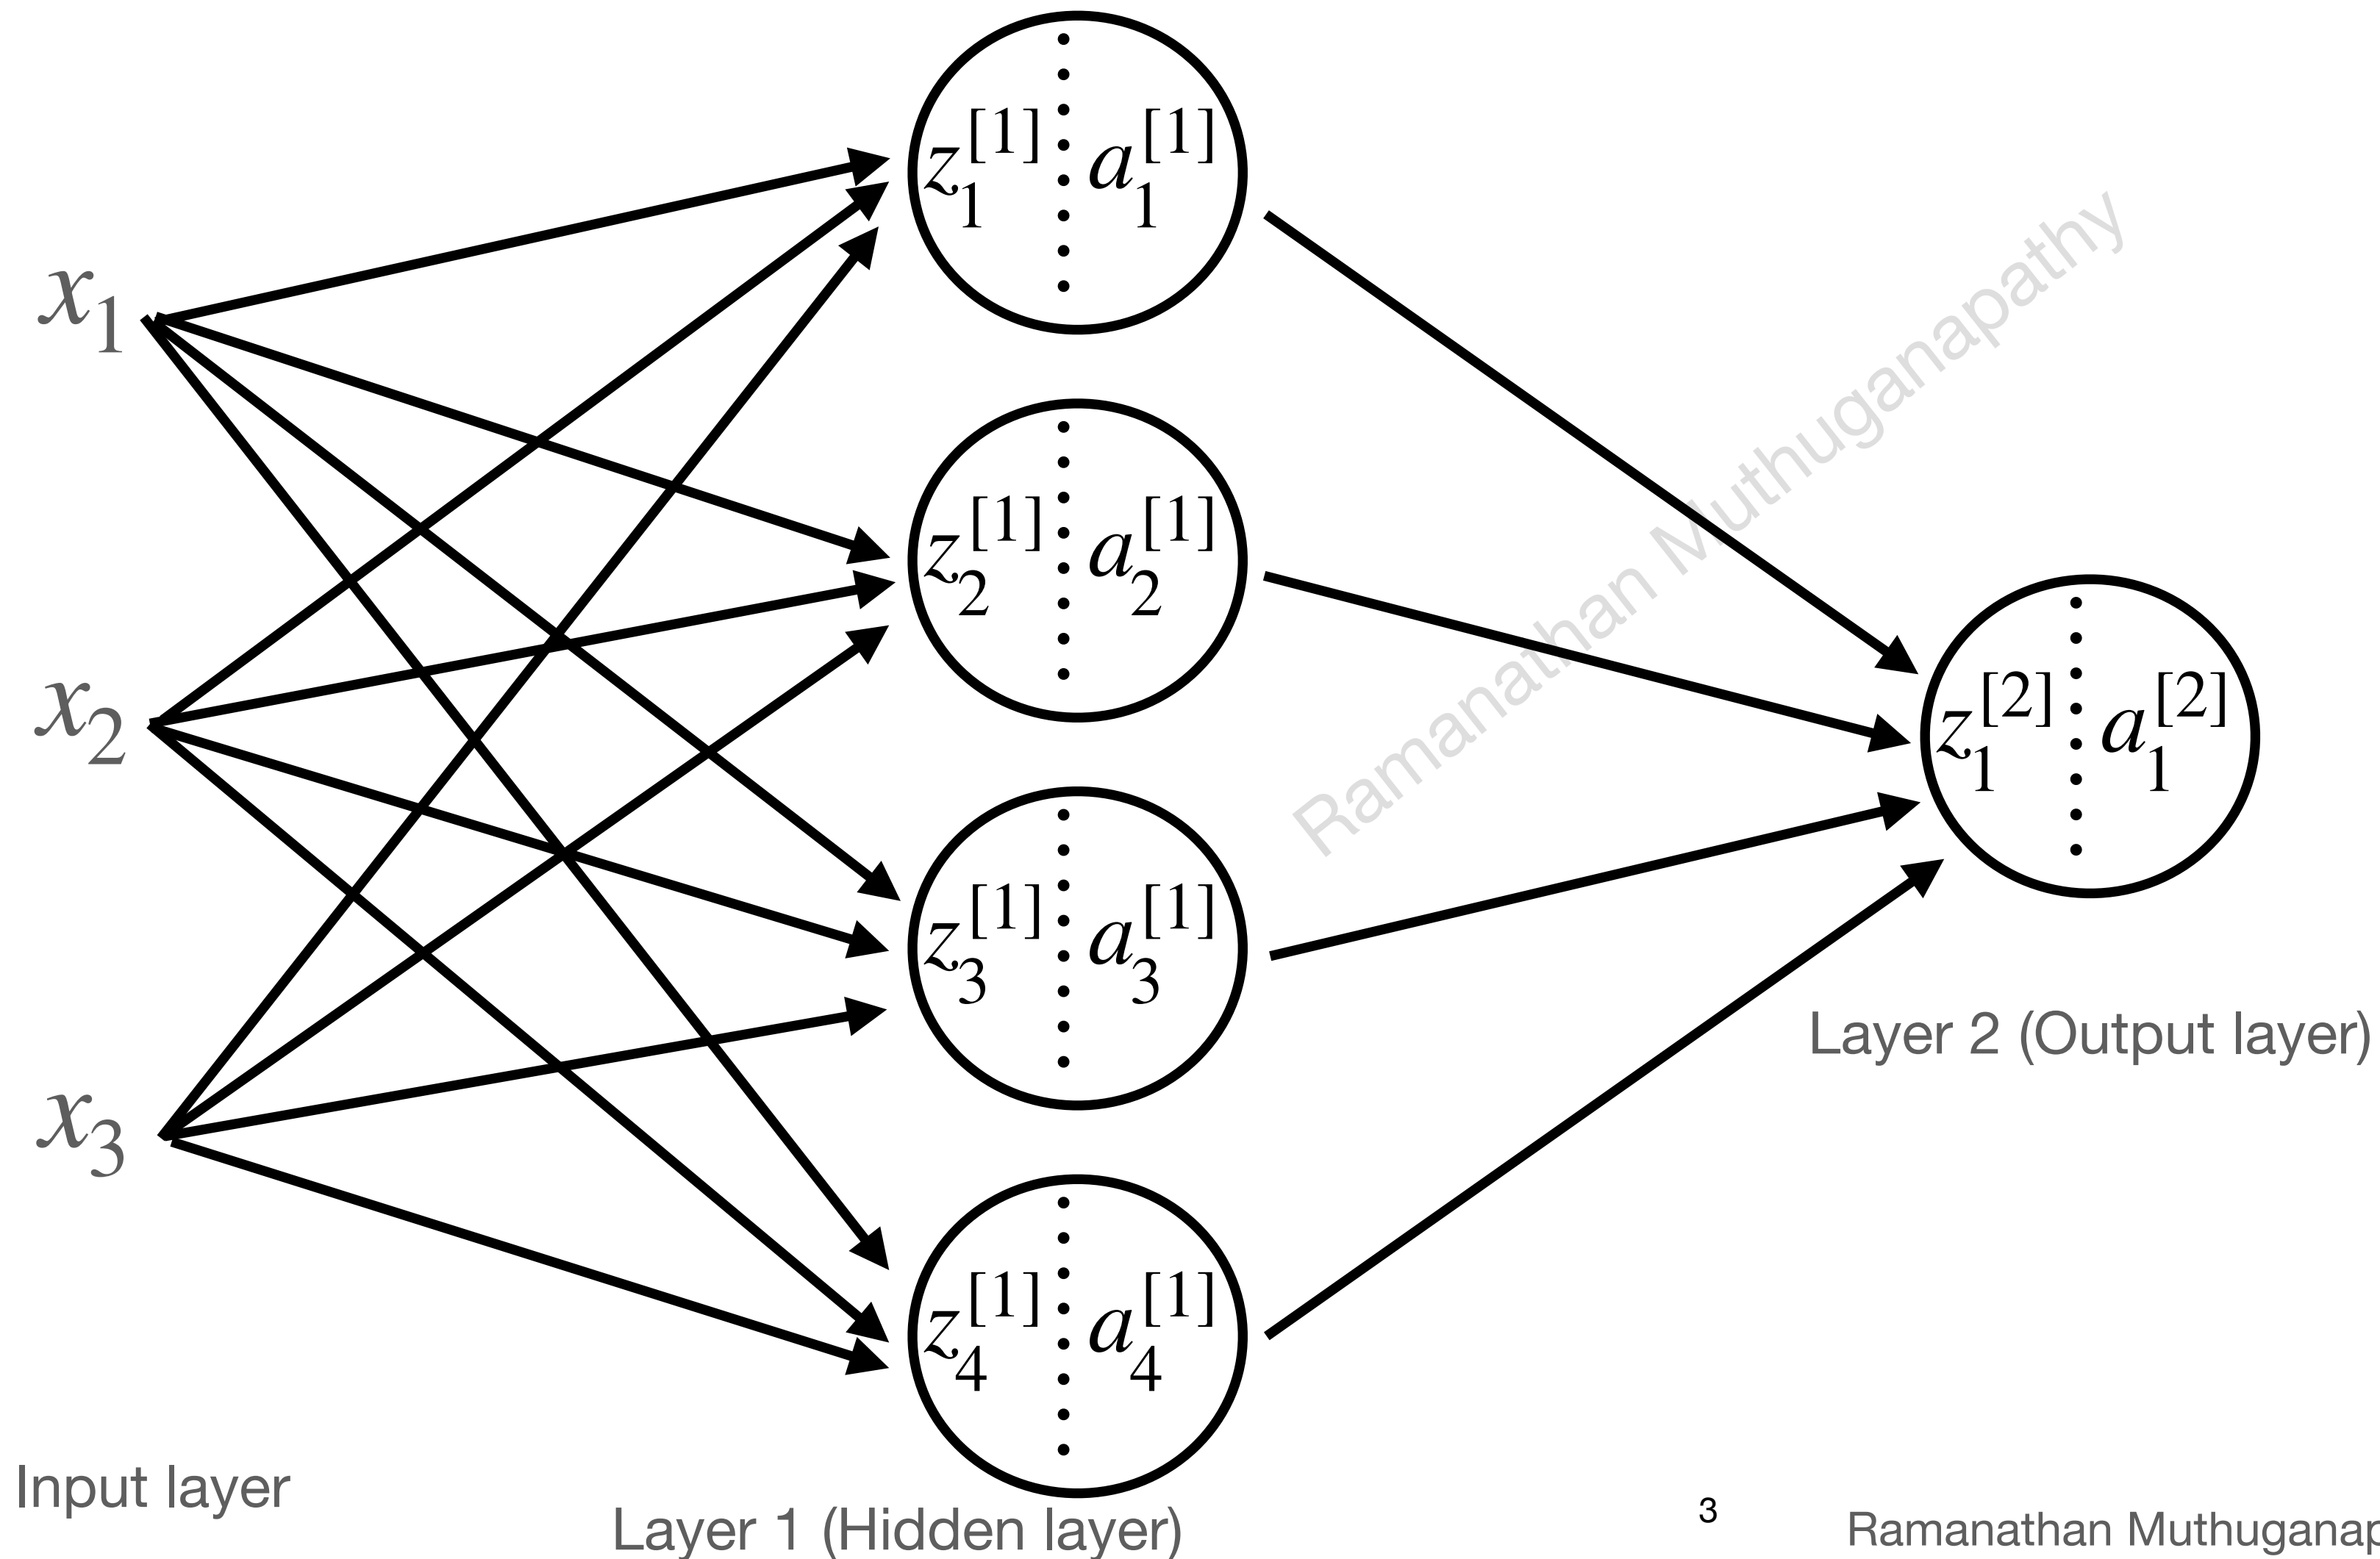 x₁
x₂
x₃
z₁^[1] a₁^[1]
z₂^[1] a₂^[1]
z₃^[1] a₃^[1]
z₄^[1] a₄^[1]
z₁^[2] a₁^[2]
Ramanathan Muthuganapathy
Layer 2 (Output layer)
Input layer
Layer 1 (Hidden layer)
3
Ramanathan Muthuganap